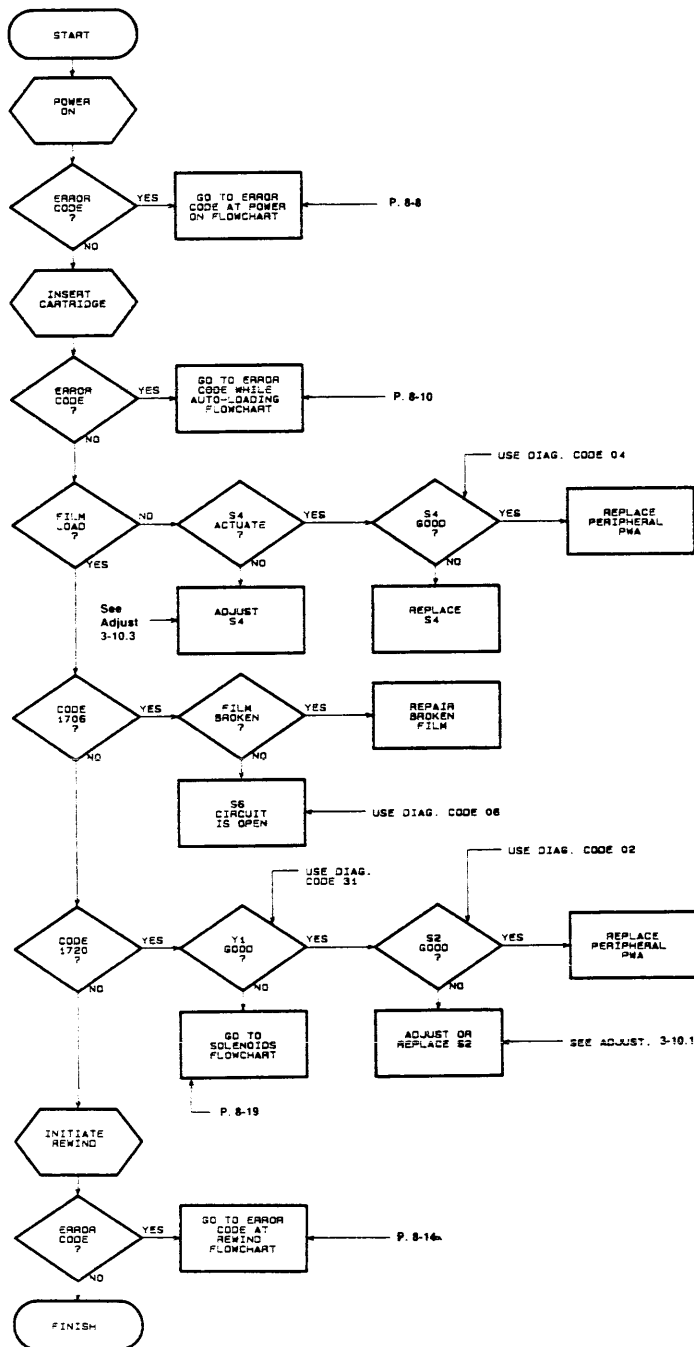 START
POWER
ON
ERROR
CODE
?
YES
GO TO ERROR
CODE AT POWER
ON FLOWCHART
P. 8-8
NO
INSERT
CARTRIDGE
ERROR
CODE
?
YES
GO TO ERROR
CODE WHILE
AUTO-LOADING
FLOWCHART
P. 8-10
NO
USE DIAG. CODE 04
FILM
LOAD
?
NO
S4
ACTUATE
?
YES
S4
GOOD
?
YES
REPLACE
PERIPHERAL
PWA
YES
NO
NO
See
Adjust
3-10.3
ADJUST
S4
REPLACE
S4
CODE
1706
?
YES
FILM
BROKEN
?
YES
REPAIR
BROKEN
FILM
NO
NO
S6
CIRCUIT
IS OPEN
USE DIAG. CODE 06
USE DIAG. CODE 02
USE DIAG.
CODE 31
CODE
1720
?
YES
Y1
GOOD
?
YES
S2
GOOD
?
YES
REPLACE
PERIPHERAL
PWA
NO
NO
NO
GO TO
SOLENOIDS
FLOWCHART
ADJUST OR
REPLACE S2
SEE ADJUST. 3-10.1
P. 8-19
INITIATE
REWIND
ERROR
CODE
?
YES
GO TO ERROR
CODE AT
REWIND
FLOWCHART
P. 8-14a
NO
FINISH